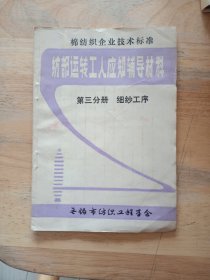 棉纺织企业技术标准
纺部运转工人应知辅导材料
第三分册 细纱工序
无锡市纺织工程学会